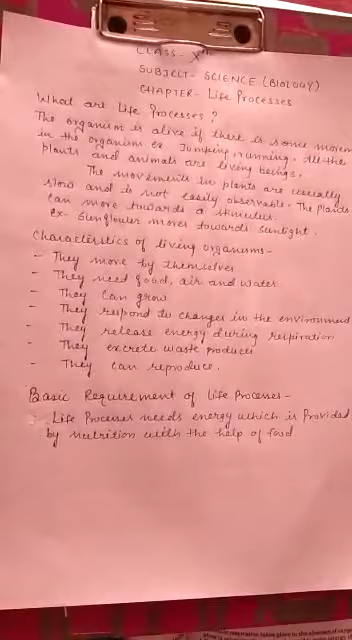 CLASS- Xth
SUBJECT- SCIENCE (BIOLOGY)
CHAPTER- Life Processes
What are Life Processes?
The organism is alive if there is some movem
in the organism ex Jumping, running. All the
plants and animals are living beings.
The movements in plants are usually
slow and is not easily observable. The plants
can move towards a stimulus.
ex- Sunflower moves towards sunlight.
Characteristics of living organisms-
- They move by themselves
- They need food, air and water
- They can grow
- They respond to changes in the environment
- They release energy during respiration
- They excrete waste products
- They can reproduce.
Basic Requirement of Life Processes-
Life Processes needs energy which is Provided
by nutrition with the help of food